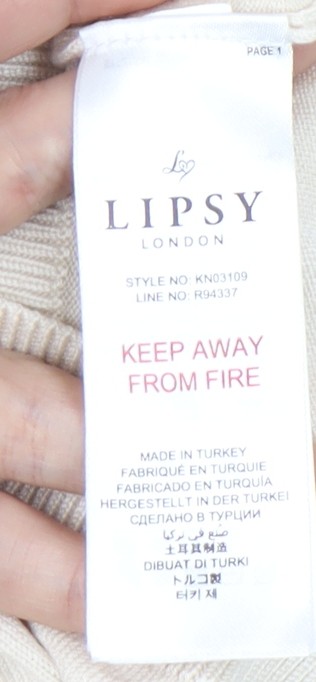 PAGE 1
LIPSY
LONDON
STYLE NO: KN03109
LINE NO: R94337
KEEP AWAY
FROM FIRE
MADE IN TURKEY
FABRIQUÉ EN TURQUIE
FABRICADO EN TURQUÍA
HERGESTELLT IN DER TURKEI
СДЕЛАНО В ТУРЦИИ
صنع في تركيا
土耳其制造
DIBUAT DI TURKI
トルコ製
터키 제